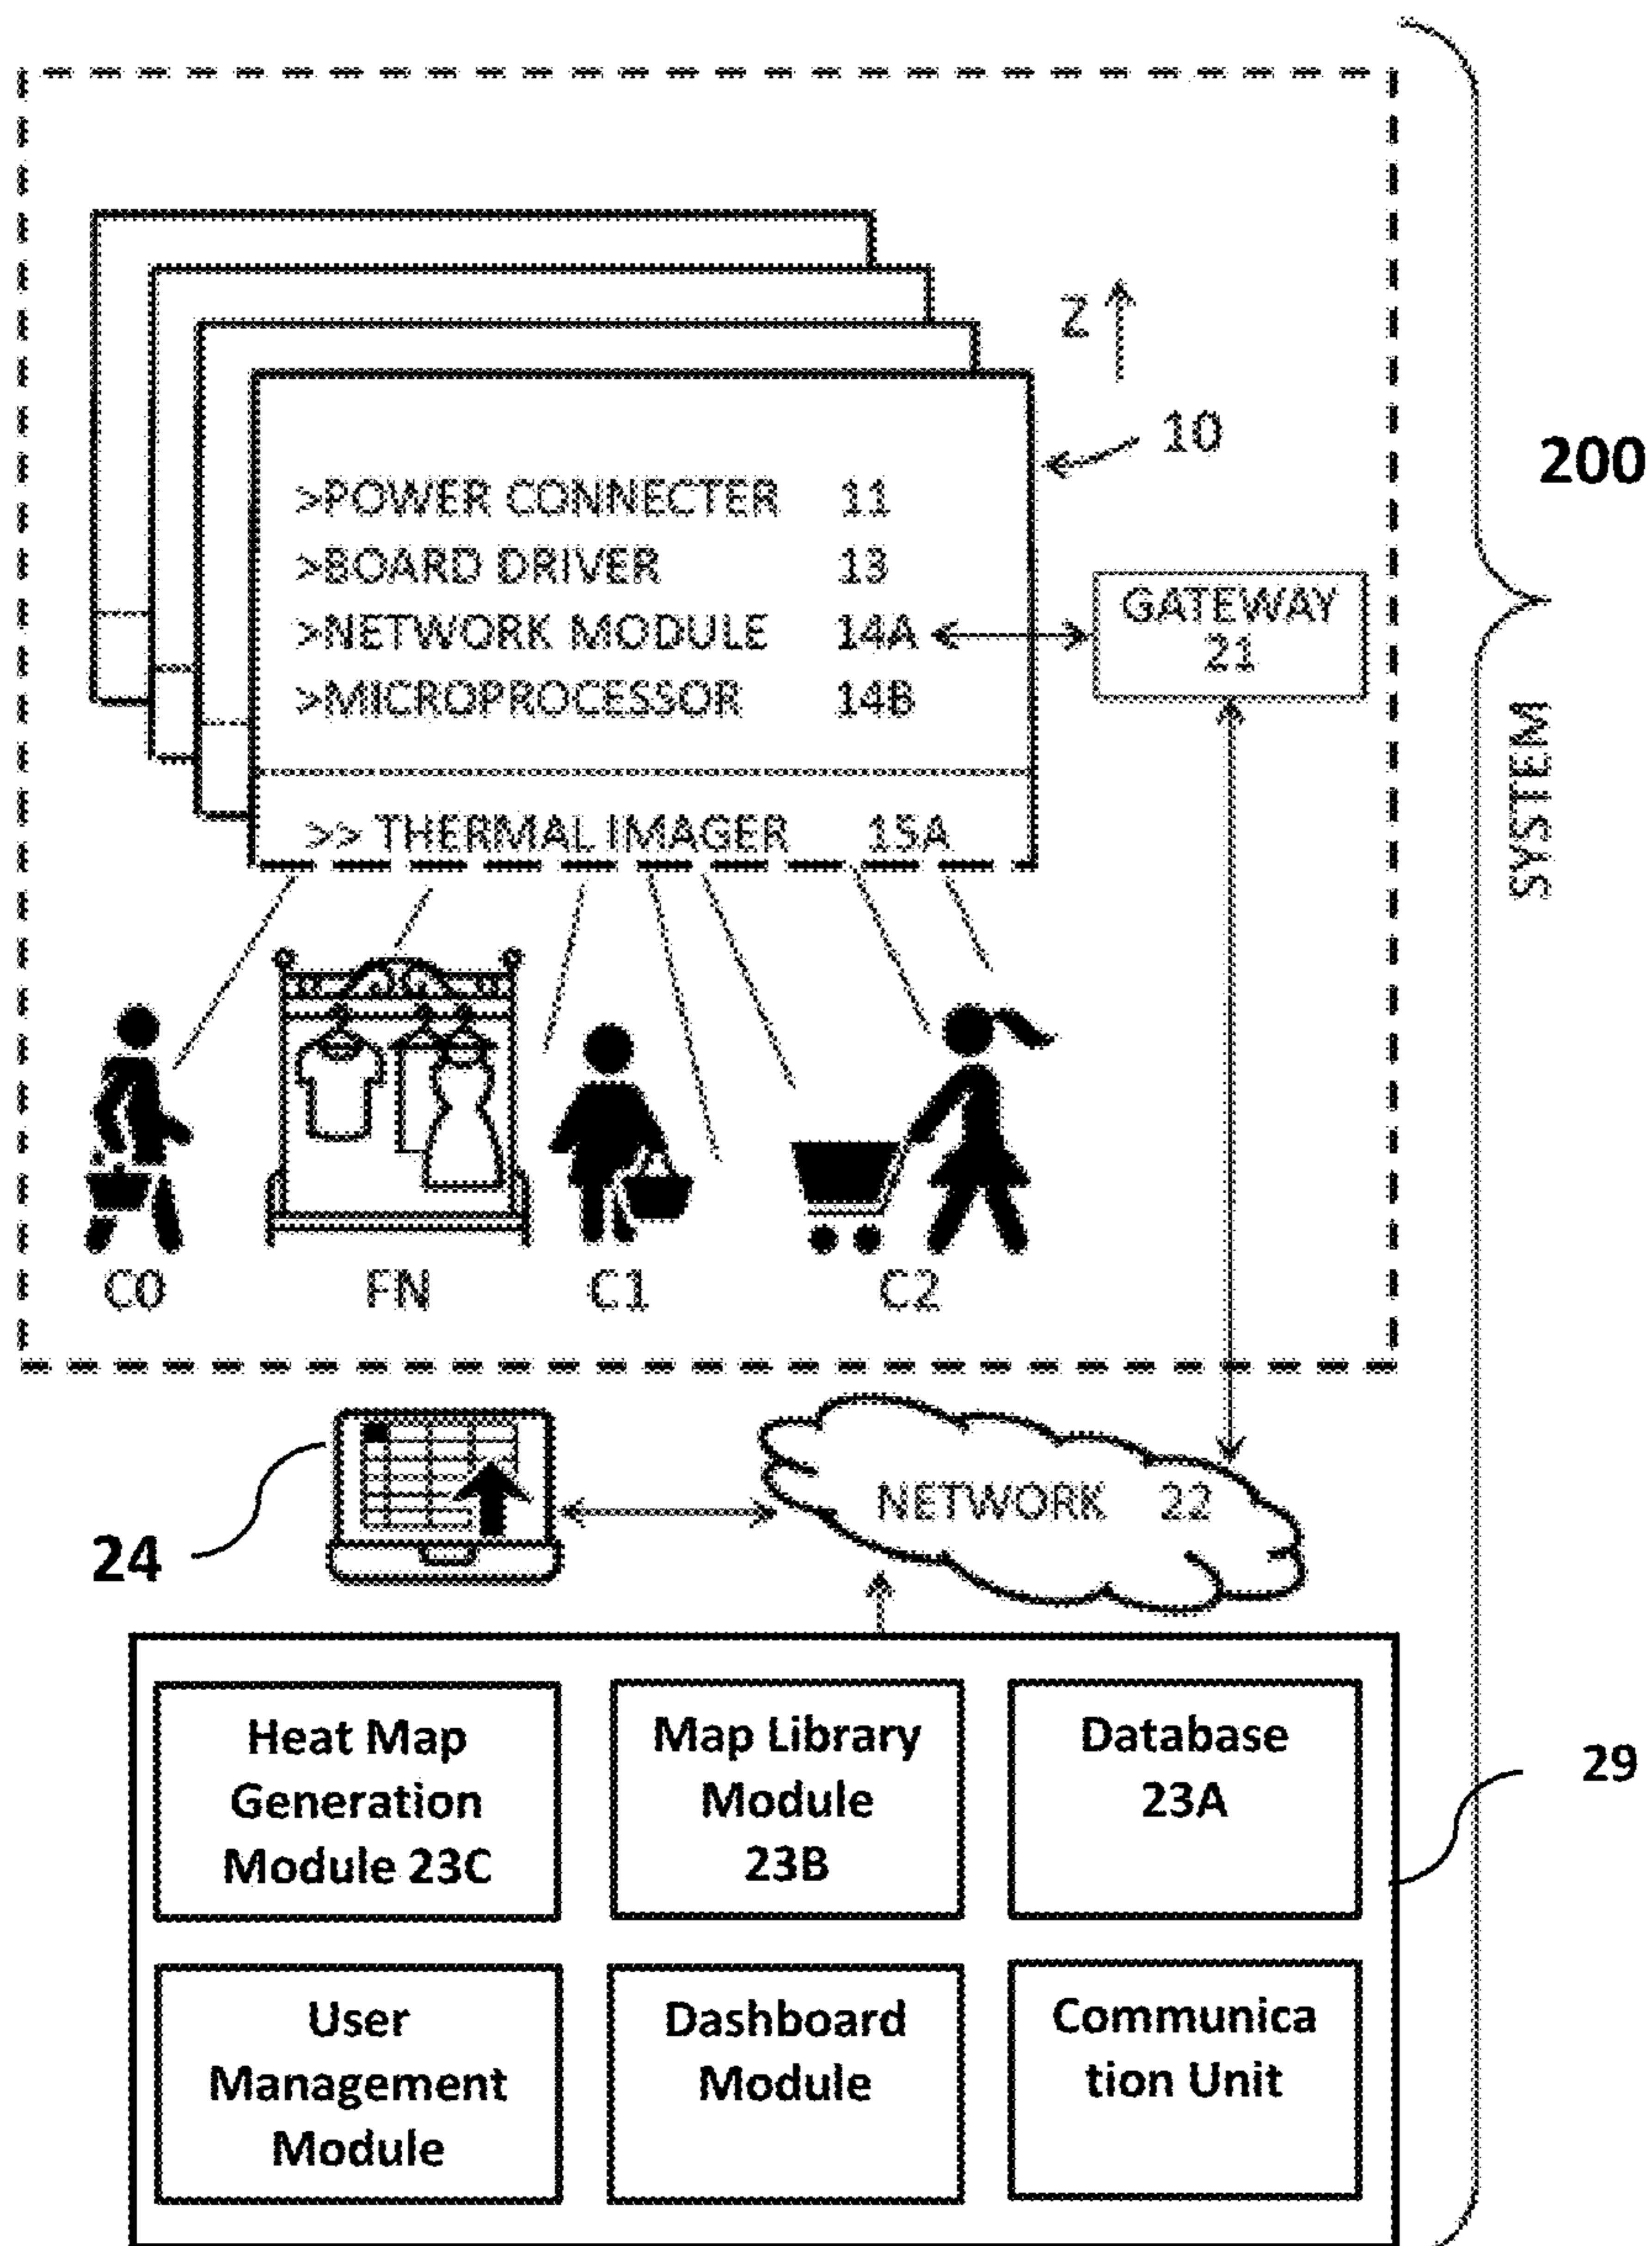 Z
10
200
>POWER CONNECTER 11
>BOARD DRIVER 13
>NETWORK MODULE 14A
>MICROPROCESSOR 14B
GATEWAY
21
SYSTEM
>> THERMAL IMAGER 15A
C0 FN C1 C2
24
NETWORK 22
Heat Map
Generation
Module 23C
Map Library
Module
23B
Database
23A
29
User
Management
Module
Dashboard
Module
Communica
tion Unit